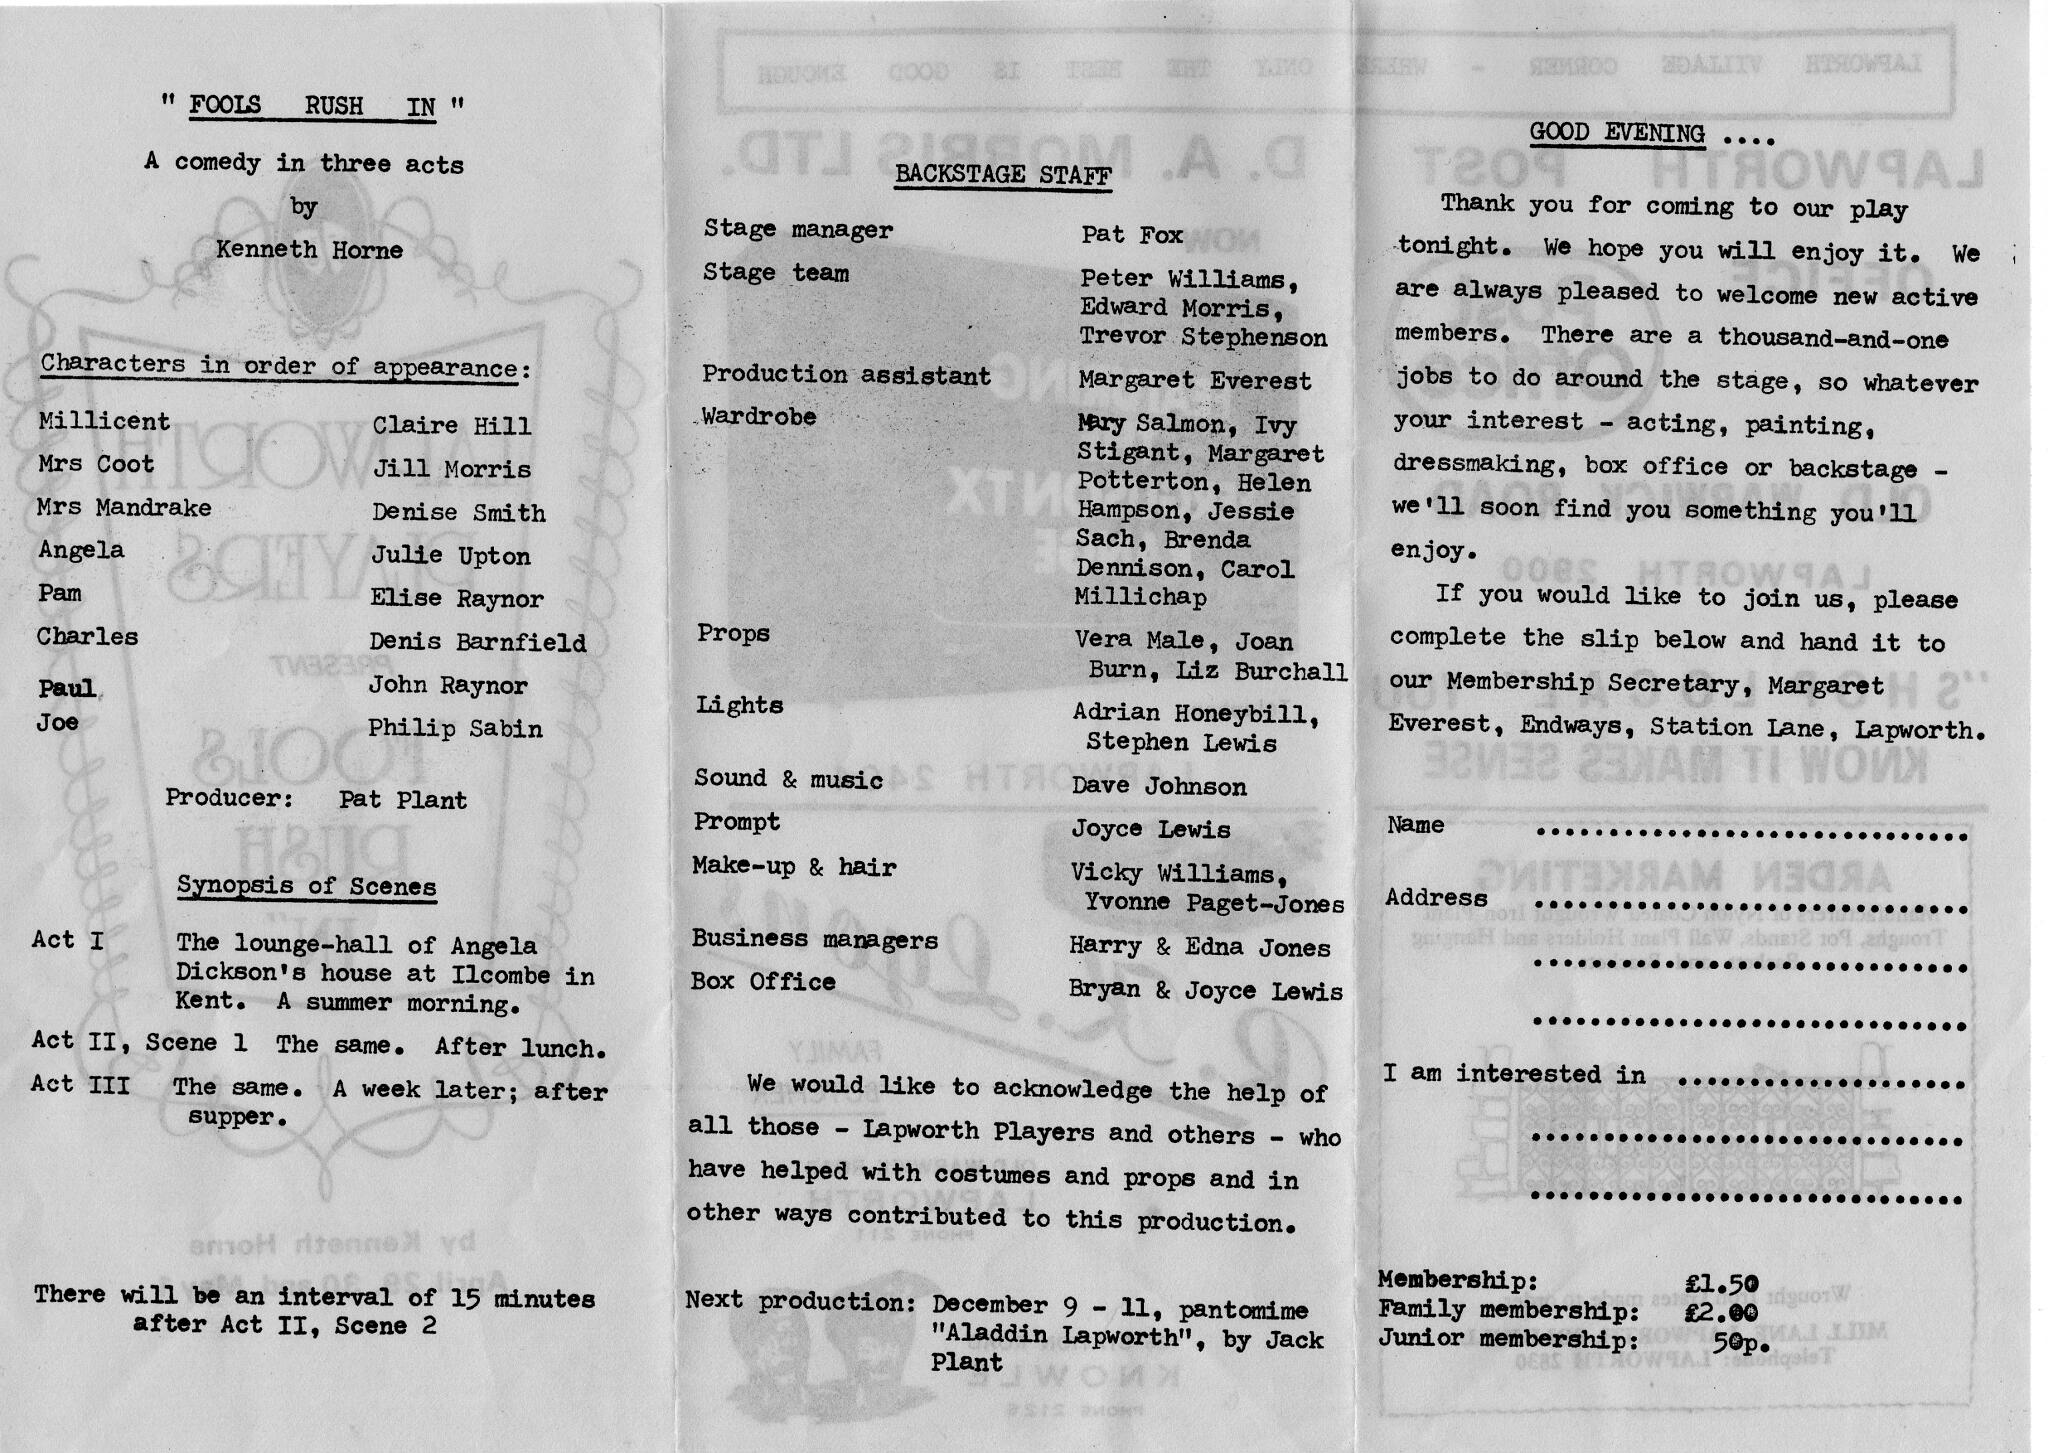 " FOOLS RUSH IN "
A comedy in three acts
by
Kenneth Horne
Characters in order of appearance:
Millicent Claire Hill
Mrs Coot Jill Morris
Mrs Mandrake Denise Smith
Angela Julie Upton
Pam Elise Raynor
Charles Denis Barnfield
Paul John Raynor
Joe Philip Sabin
Producer: Pat Plant
Synopsis of Scenes
Act I The lounge-hall of Angela
Dickson's house at Ilcombe in
Kent. A summer morning.
Act II, Scene 1 The same. After lunch.
Act III The same. A week later; after
supper.
There will be an interval of 15 minutes
after Act II, Scene 2
BACKSTAGE STAFF
Stage manager Pat Fox
Stage team Peter Williams,
Edward Morris,
Trevor Stephenson
Production assistant Margaret Everest
Wardrobe Mary Salmon, Ivy
Stigant, Margaret
Potterton, Helen
Hampson, Jessie
Sach, Brenda
Dennison, Carol
Millichap
Props Vera Male, Joan
Burn, Liz Burchall
Lights Adrian Honeybill,
Stephen Lewis
Sound & music Dave Johnson
Prompt Joyce Lewis
Make-up & hair Vicky Williams,
Yvonne Paget-Jones
Business managers Harry & Edna Jones
Box Office Bryan & Joyce Lewis
We would like to acknowledge the help of
all those - Lapworth Players and others - who
have helped with costumes and props and in
other ways contributed to this production.
Next production: December 9 - 11, pantomime
"Aladdin Lapworth", by Jack
Plant
GOOD EVENING ....
Thank you for coming to our play
tonight. We hope you will enjoy it. We
are always pleased to welcome new active
members. There are a thousand-and-one
jobs to do around the stage, so whatever
your interest - acting, painting,
dressmaking, box office or backstage -
we'll soon find you something you'll
enjoy.
If you would like to join us, please
complete the slip below and hand it to
our Membership Secretary, Margaret
Everest, Endways, Station Lane, Lapworth.
Name ..............................
Address ..............................
..............................
..............................
I am interested in ....................
..............................
..............................
Membership: £1.50
Family membership: £2.00
Junior membership: 50p.